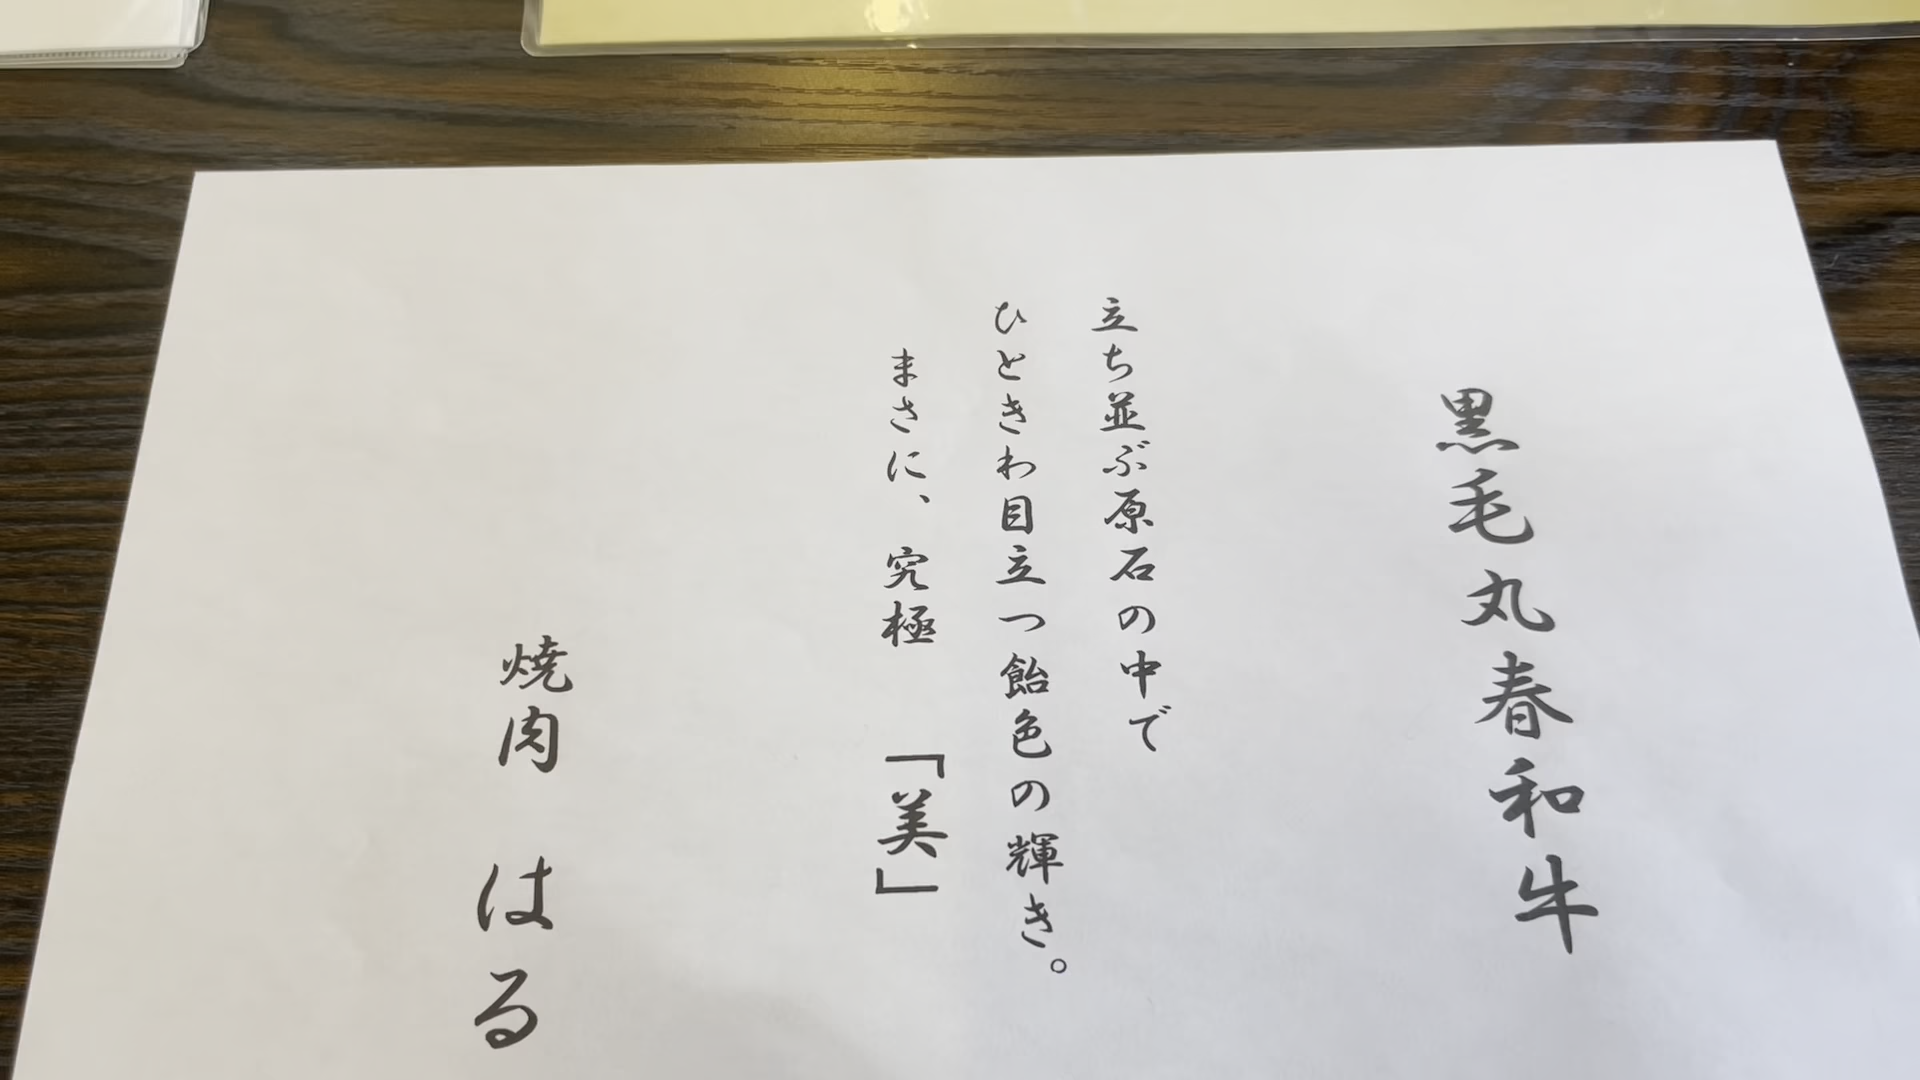 黒毛丸春和牛
立ち並ぶ原石の中で
ひときわ目立つ飴色の輝き。
まさに、究極 「美」
焼肉 はる